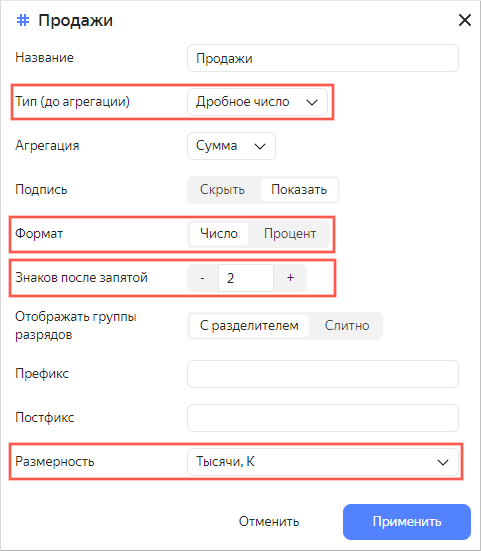 # Продажи
Название Продажи
Тип (до агрегации) Дробное число
Агрегация Сумма
Подпись Скрыть Показать
Формат Число Процент
Знаков после запятой - 2 +
Отображать группы
разрядов С разделителем Слитно
Префикс
Постфикс
Размерность Тысячи, К
Отменить Применить